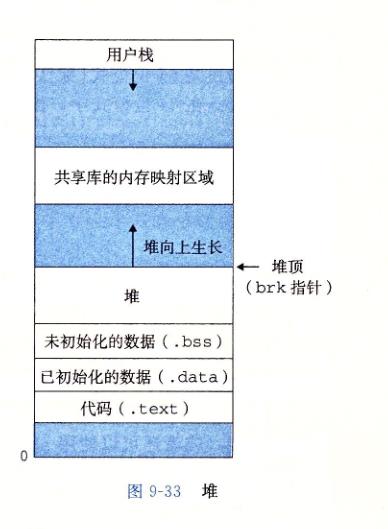 用户栈
共享库的内存映射区域
堆向上生长
堆顶
(brk 指针)
堆
未初始化的数据(.bss)
已初始化的数据(.data)
代码(.text)
0
图 9-33 堆